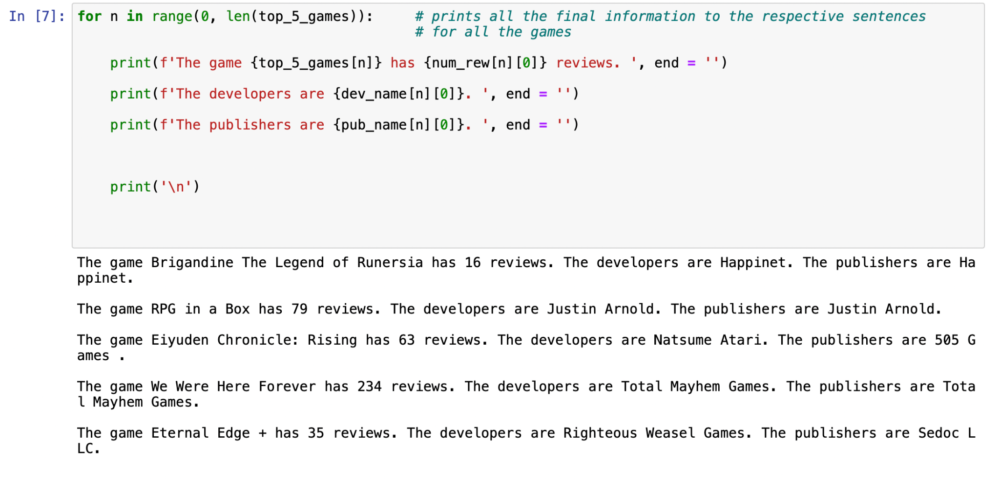 In [7]: for n in range(0, len(top_5_games)):     # prints all the final information to the respective sentences
# for all the games
print(f'The game {top_5_games[n]} has {num_rew[n][0]} reviews. ', end = '')
print(f'The developers are {dev_name[n][0]}. ', end = '')
print(f'The publishers are {pub_name[n][0]}. ', end = '')
print('\n')
The game Brigandine The Legend of Runersia has 16 reviews. The developers are Happinet. The publishers are Ha
ppinet.
The game RPG in a Box has 79 reviews. The developers are Justin Arnold. The publishers are Justin Arnold.
The game Eiyuden Chronicle: Rising has 63 reviews. The developers are Natsume Atari. The publishers are 505 G
ames .
The game We Were Here Forever has 234 reviews. The developers are Total Mayhem Games. The publishers are Tota
l Mayhem Games.
The game Eternal Edge + has 35 reviews. The developers are Righteous Weasel Games. The publishers are Sedoc L
LC.